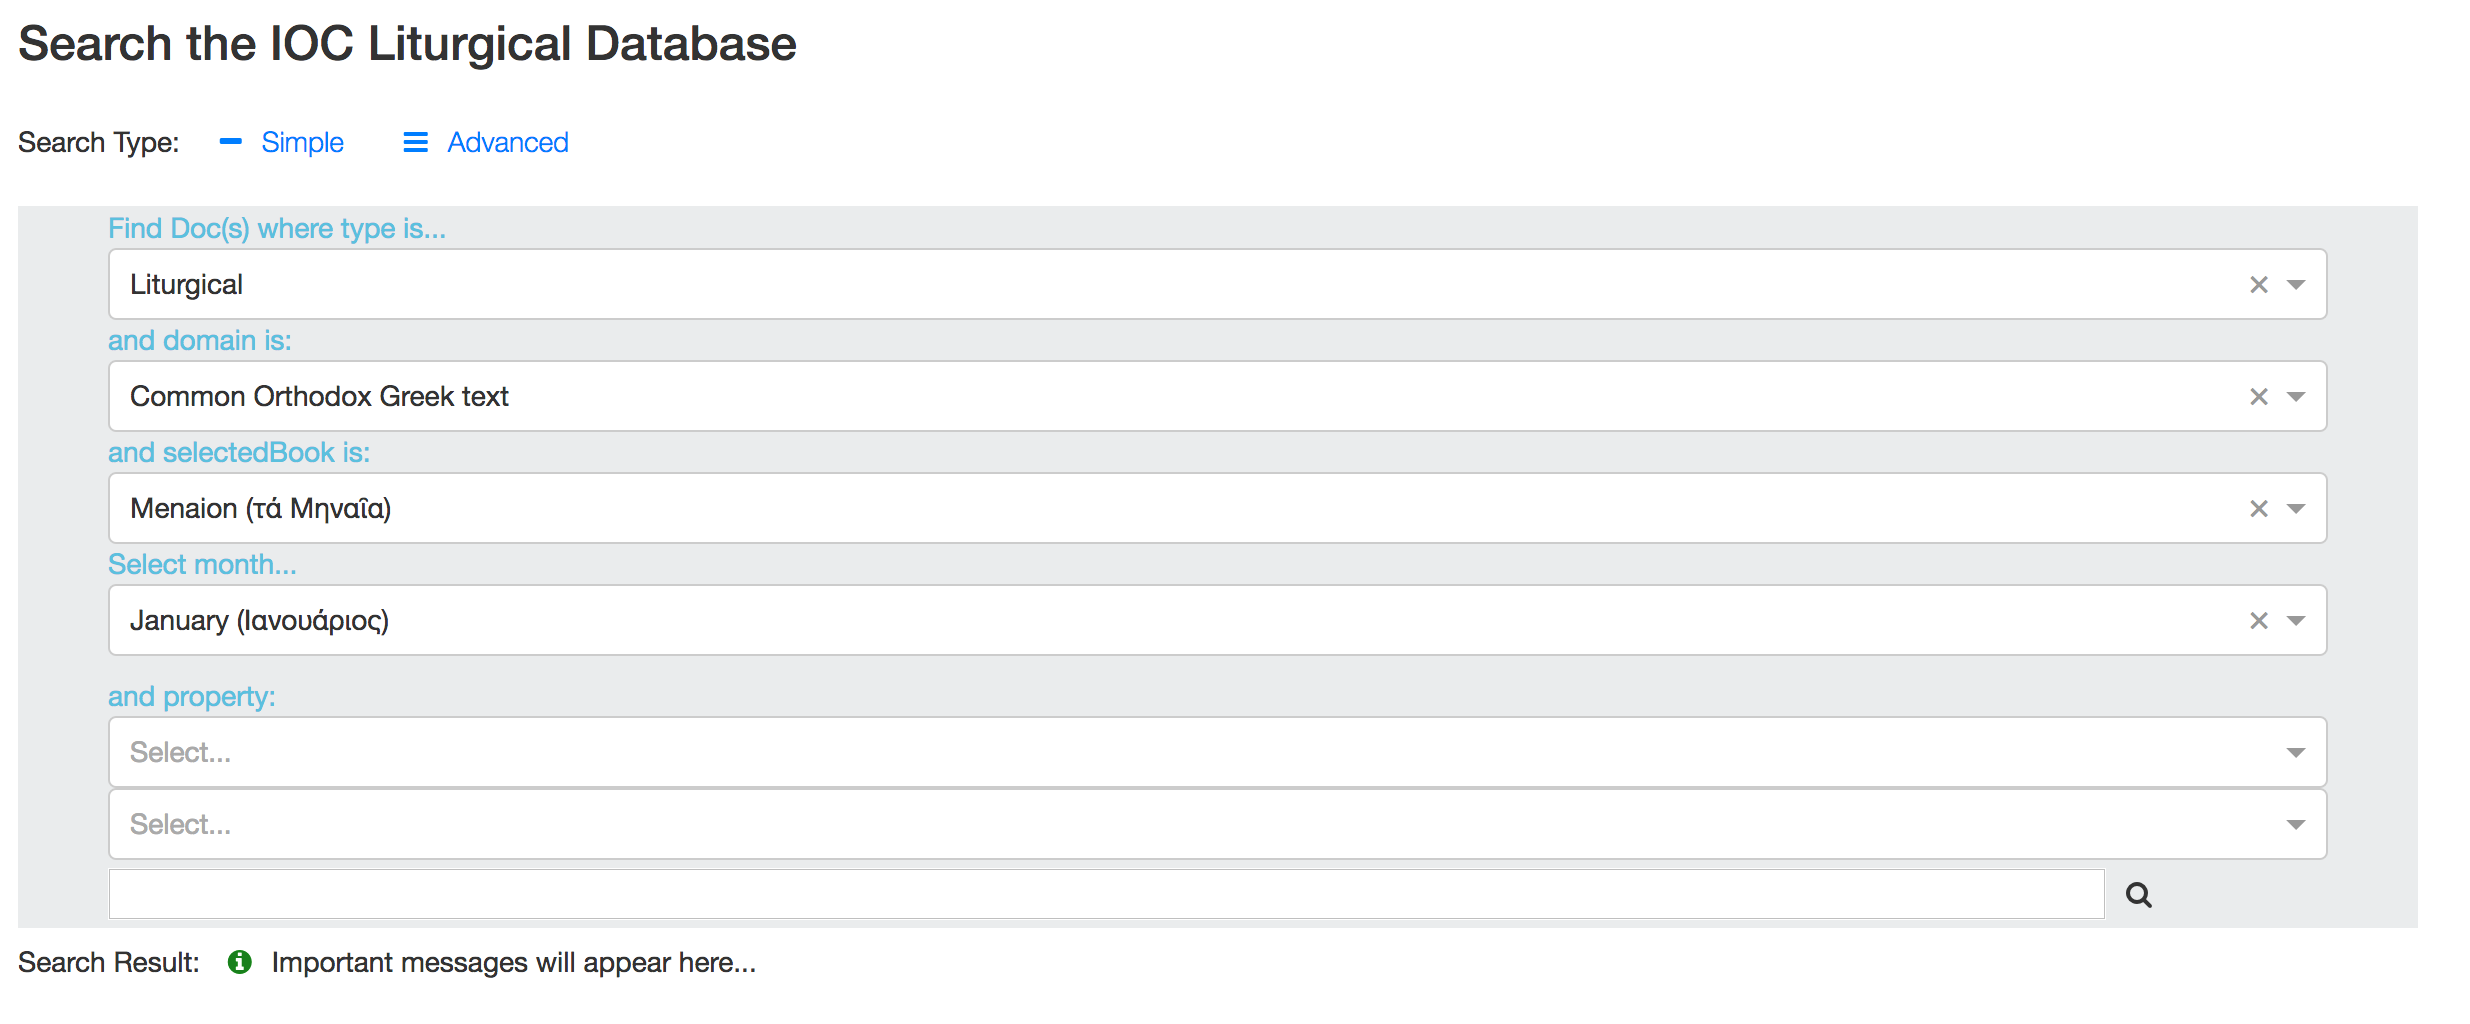 Search the IOC Liturgical Database
Search Type: Simple Advanced
Find Doc(s) where type is...
Liturgical
and domain is:
Common Orthodox Greek text
and selectedBook is:
Menaion (τά Μηναῖα)
Select month...
January (Ιανουάριος)
and property:
Select...
Select...
Search Result: Important messages will appear here...